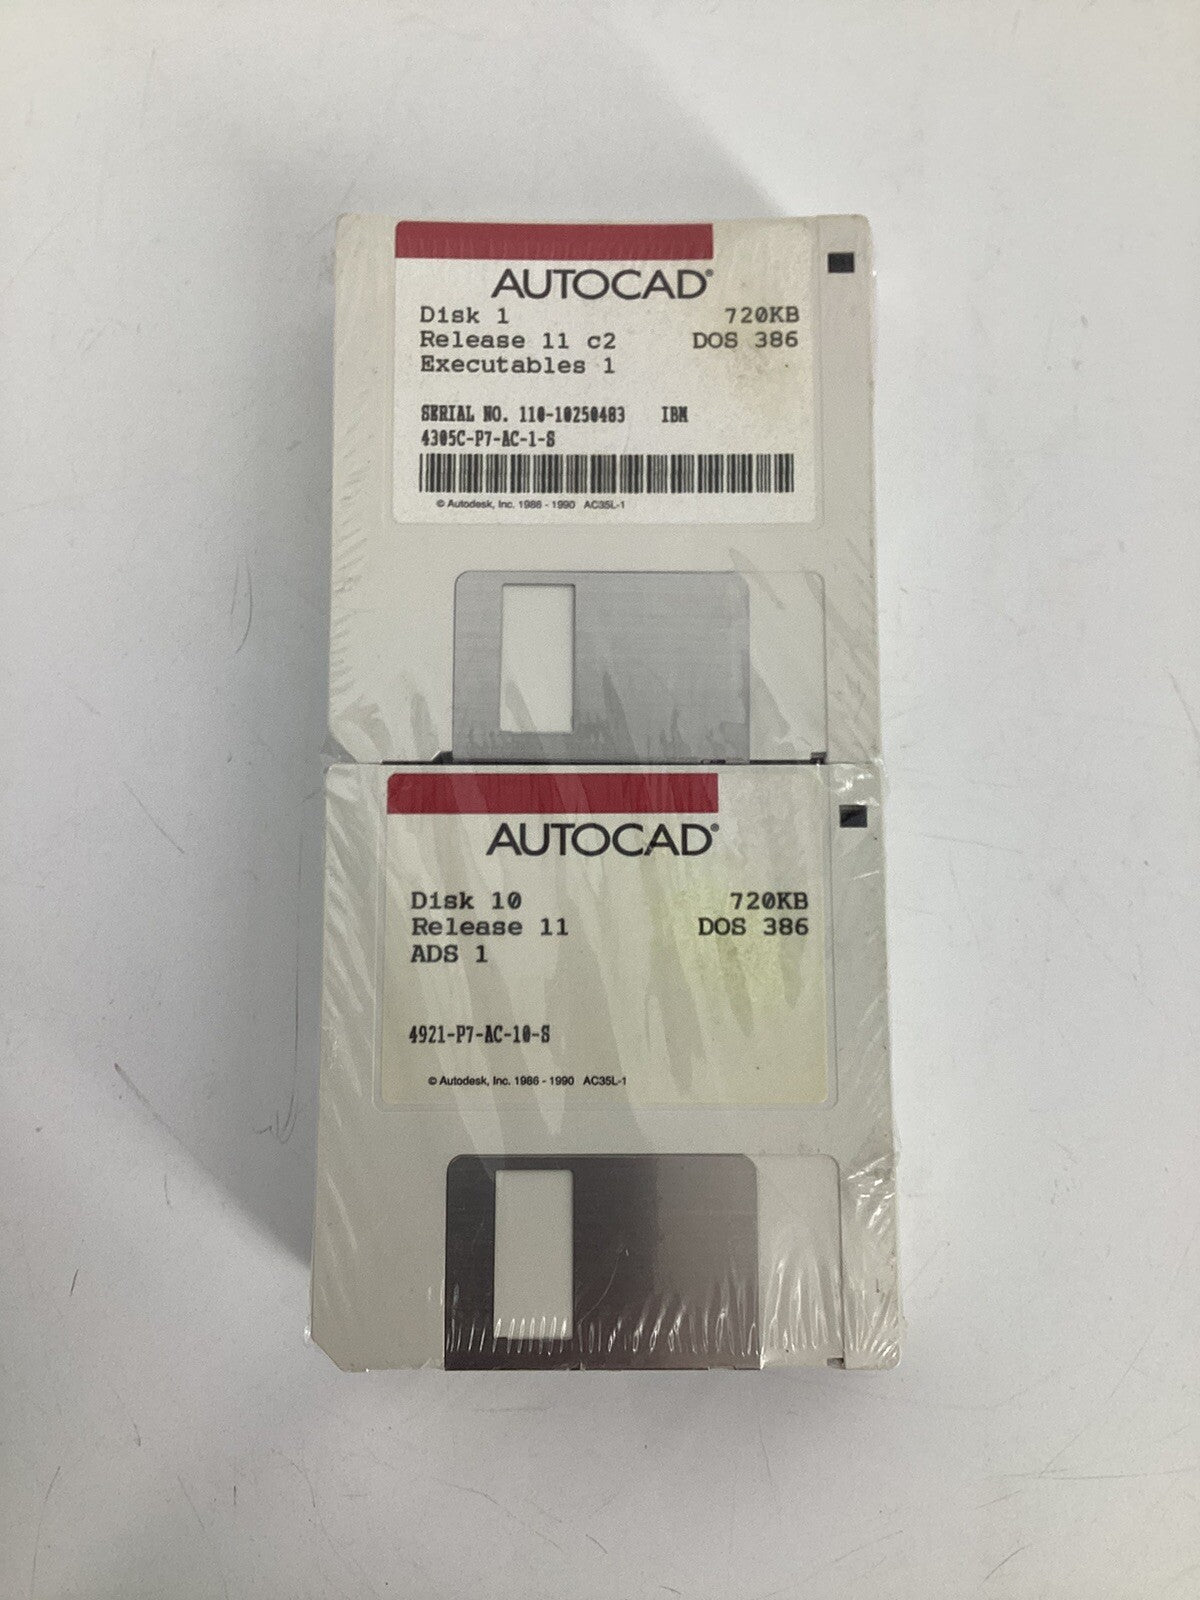 AUTOCAD®
Disk 1 720KB
Release 11 c2 DOS 386
Executables 1
SERIAL NO. 110-10250483 IBM
4305C-P7-AC-1-S
© Autodesk, Inc. 1986 - 1990 AC35L-1
AUTOCAD®
Disk 10 720KB
Release 11 DOS 386
ADS 1
4921-P7-AC-10-S
© Autodesk, Inc. 1986 - 1990 AC35L-1